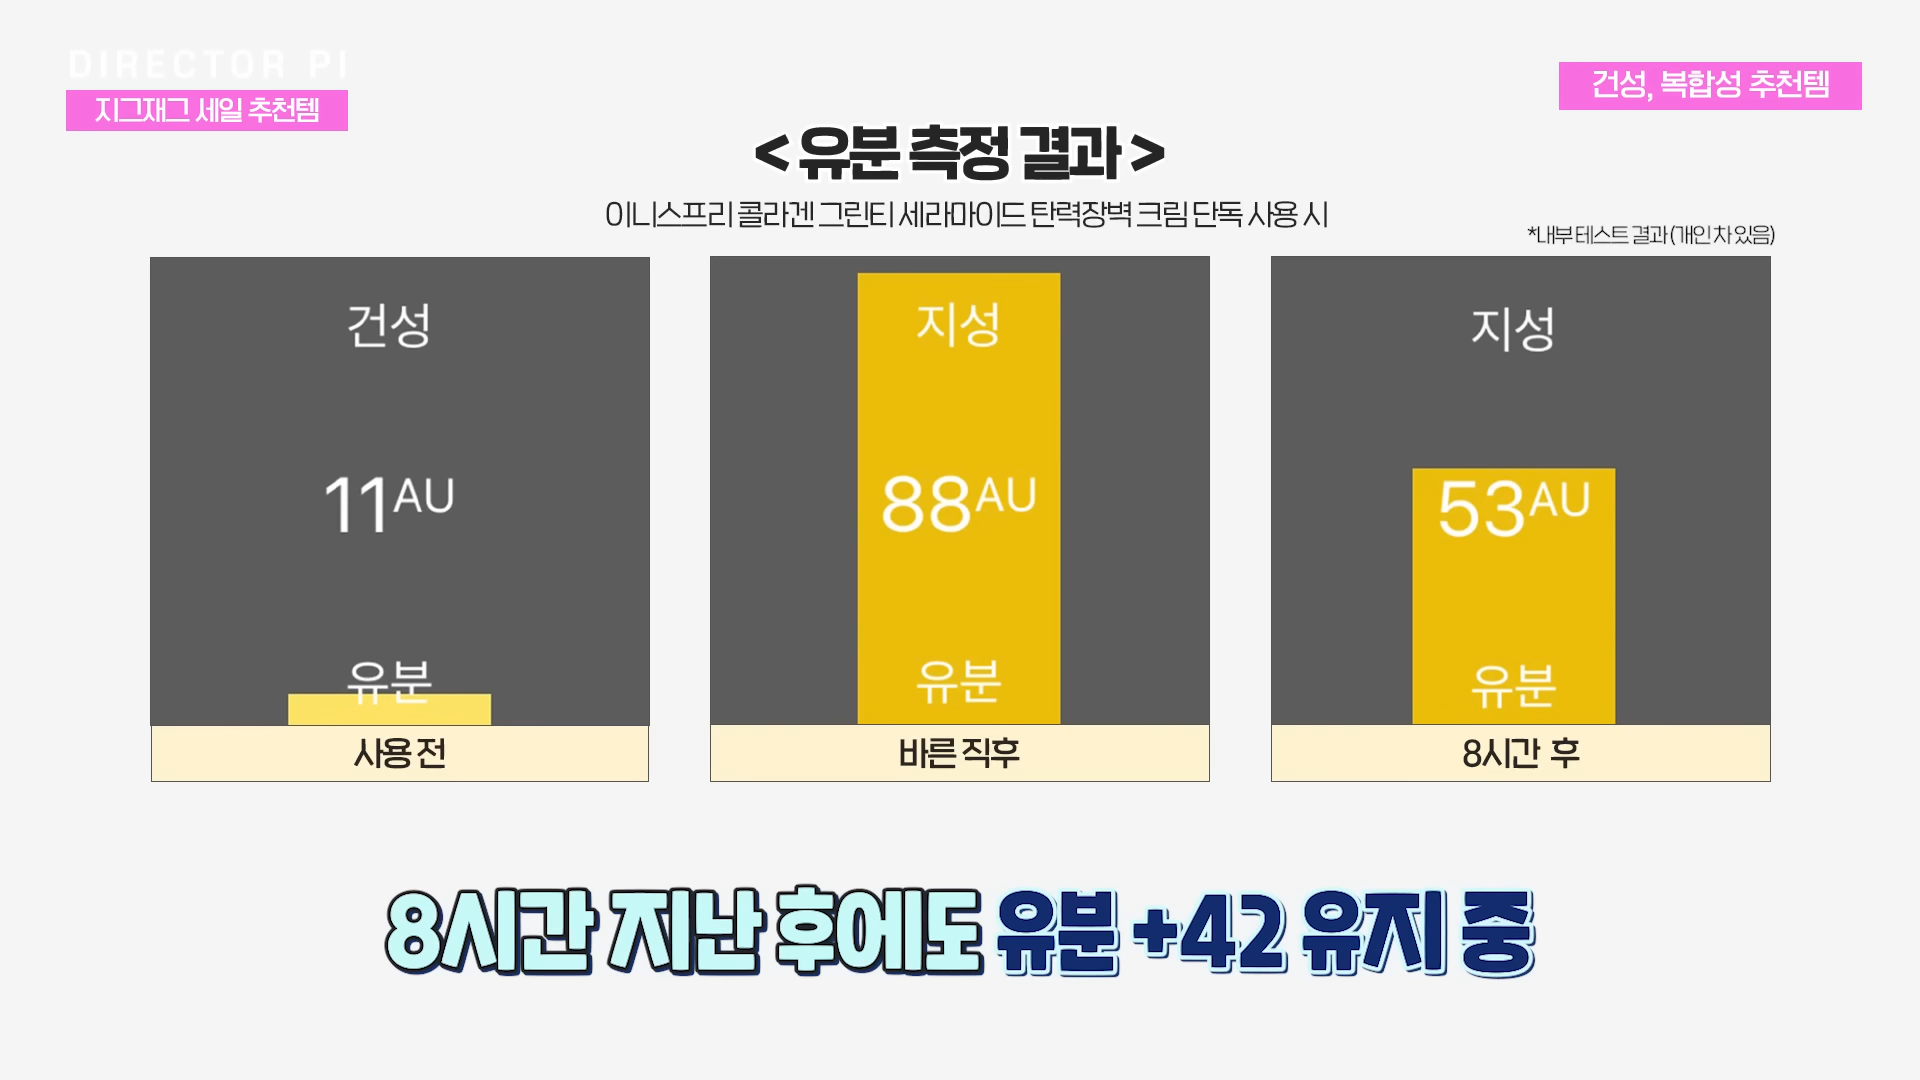 DIRECTOR PI
지그재그 세일 추천템
건성, 복합성 추천템
< 유분 측정 결과 >
이니스프리 콜라겐 그린티 세라마이드 탄력장벽 크림 단독 사용 시
*내부 테스트 결과 (개인 차 있음)
건성
11AU
유분
사용 전
지성
88AU
유분
바른 직후
지성
53AU
유분
8시간 후
8시간 지난 후에도 유분 +42 유지 중